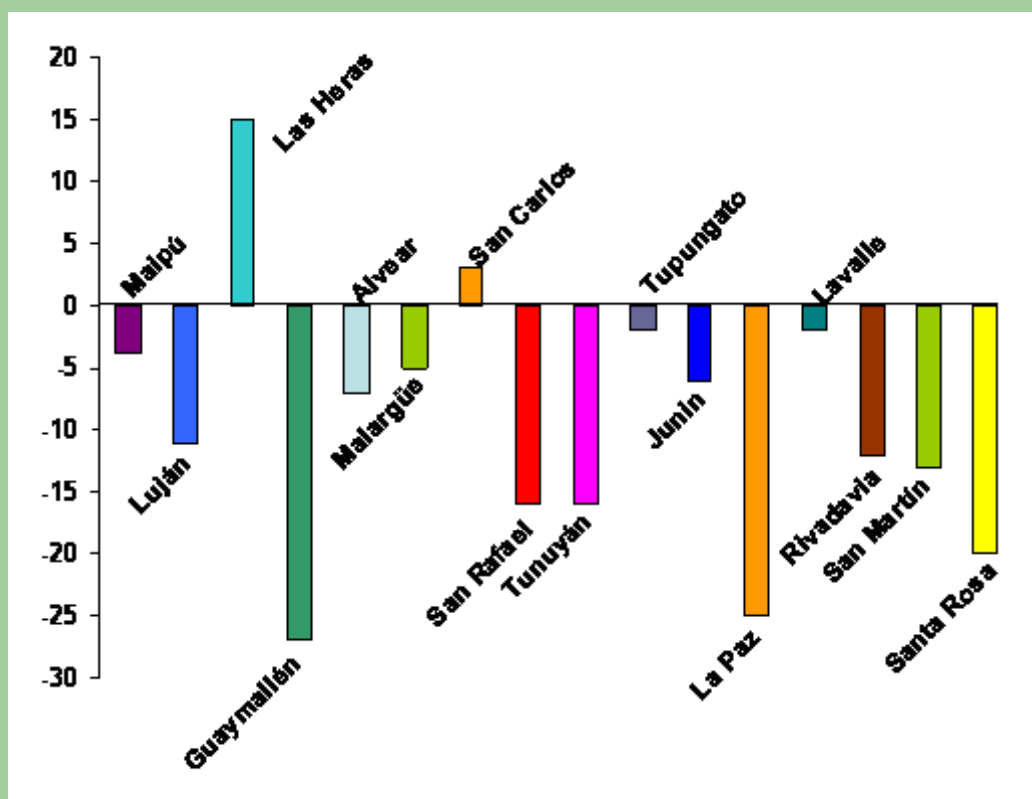 20
15
10
5
0
-5
-10
-15
-20
-25
-30
Maipú
Luján
Las Heras
Guaymallén
Alvear
Malargüe
San Carlos
San Rafael
Tunuyán
Tupungato
Junín
La Paz
Lavalle
Rivadavia
San Martín
Santa Rosa